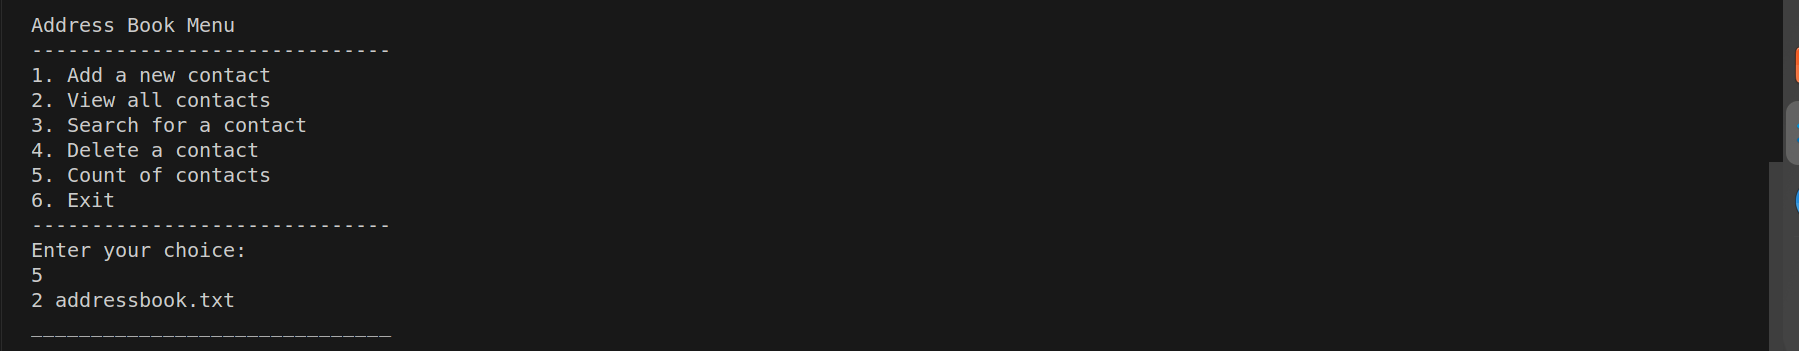 Address Book Menu
------------------------------
1. Add a new contact
2. View all contacts
3. Search for a contact
4. Delete a contact
5. Count of contacts
6. Exit
------------------------------
Enter your choice:
5
2 addressbook.txt
______________________________